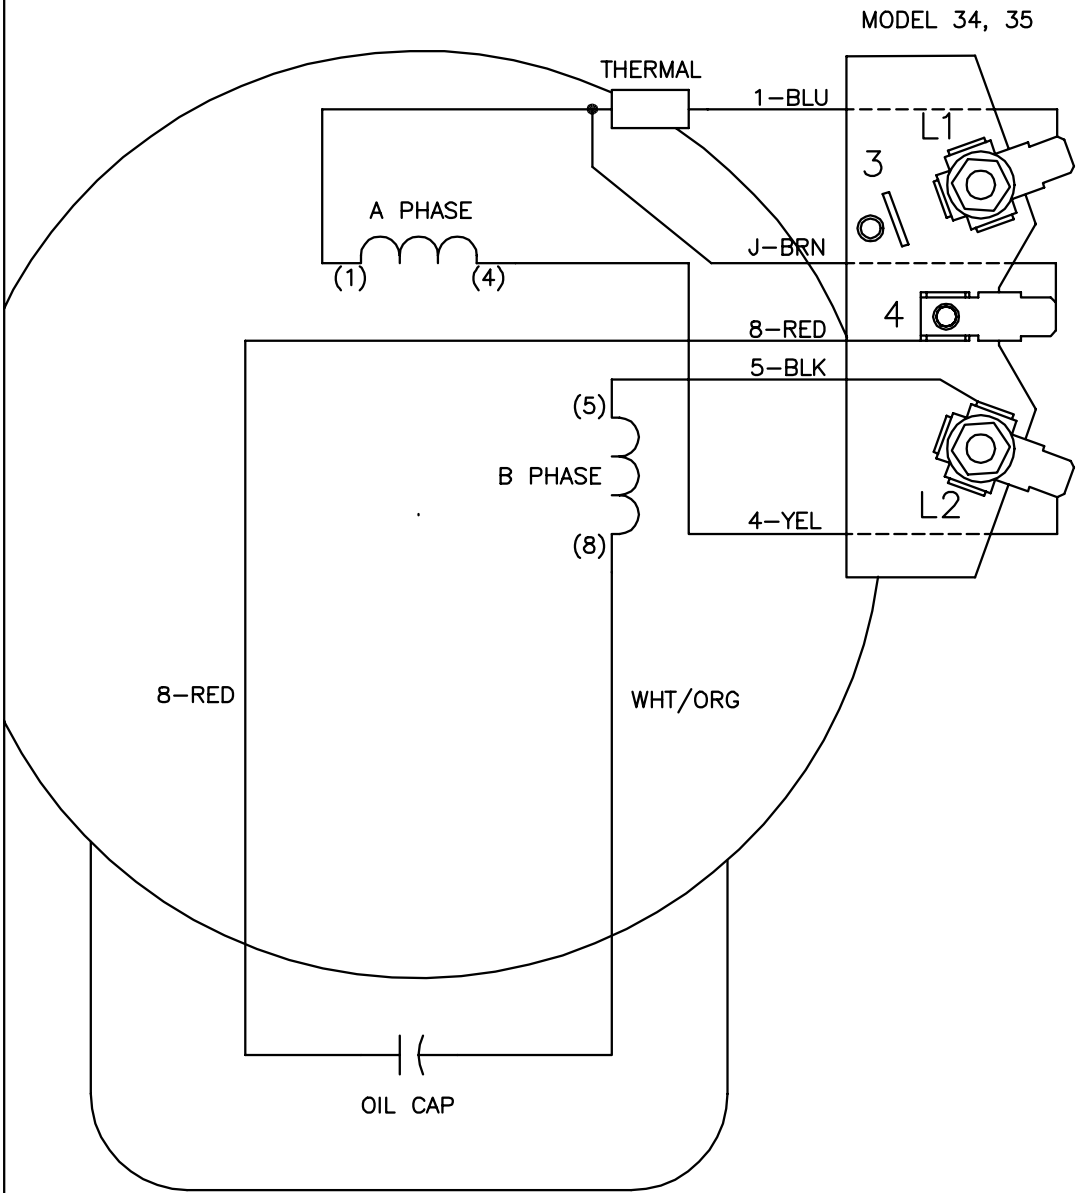 MODEL 34, 35
THERMAL
1-BLU
L1
3
A PHASE
J-BRN
(1)
(4)
4
8-RED
5-BLK
(5)
B PHASE
L2
4-YEL
(8)
8-RED
WHT/ORG
OIL CAP